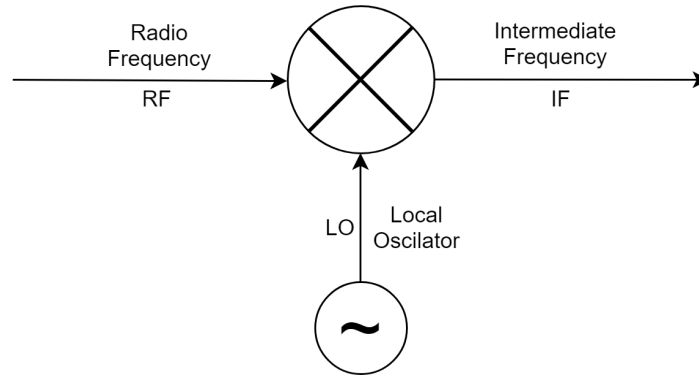 Radio
Frequency
RF
Intermediate
Frequency
IF
LO
Local
Oscilator
~